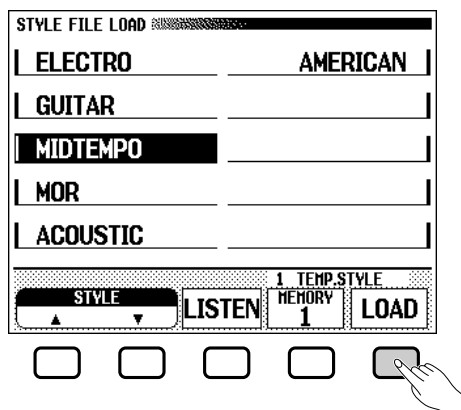 STYLE FILE LOAD
ELECTRO AMERICAN
GUITAR
MIDTEMPO
MOR
ACOUSTIC
1 TEMP.STYLE
STYLE LISTEN MEMORY LOAD
▲ ▼ 1